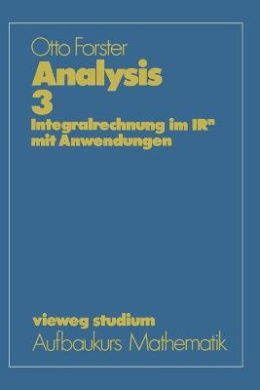 Otto Forster
Analysis
3
Integralrechnung im IRⁿ
mit Anwendungen
vieweg studium
Aufbaukurs Mathematik